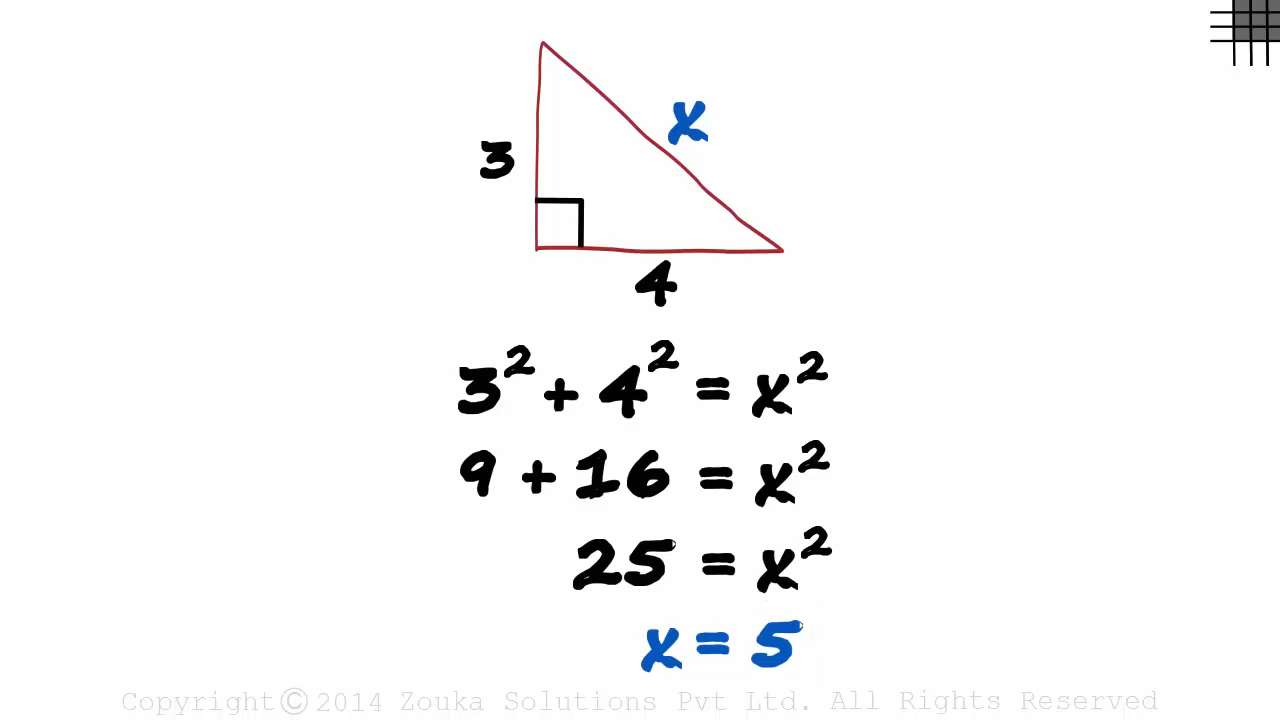 x
3
4
3² + 4² = x²
9 + 16 = x²
25 = x²
x = 5
Copyright © 2014 Zouka Solutions Pvt Ltd. All Rights Reserved